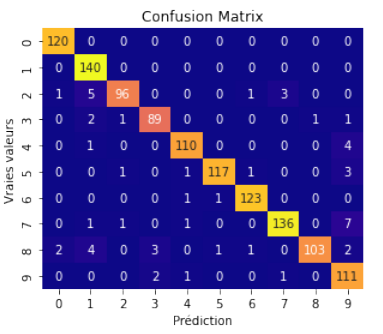 Confusion Matrix
Vraies valeurs
0 120 0 0 0 0 0 0 0 0 0
1 0 140 0 0 0 0 0 0 0 0
2 1 5 96 0 0 0 1 3 0 0
3 0 2 1 89 0 0 0 0 1 1
4 0 1 0 0 110 0 0 0 0 4
5 0 0 1 0 1 117 1 0 0 3
6 0 0 0 0 1 1 123 0 0 0
7 0 1 1 0 1 0 0 136 0 7
8 2 4 0 3 0 1 1 0 103 2
9 0 0 0 2 1 0 0 1 0 111
0 1 2 3 4 5 6 7 8 9
Prédiction